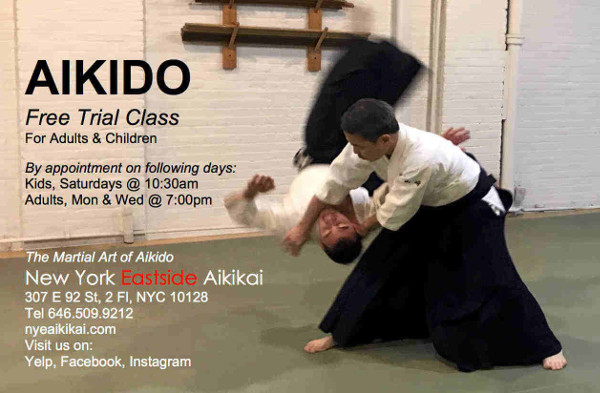 AIKIDO
Free Trial Class
For Adults & Children
By appointment on following days:
Kids, Saturdays @ 10:30am
Adults, Mon & Wed @ 7:00pm
The Martial Art of Aikido
New York Eastside Aikikai
307 E 92 St, 2 Fl, NYC 10128
Tel 646.509.9212
nyeaikikai.com
Visit us on:
Yelp, Facebook, Instagram